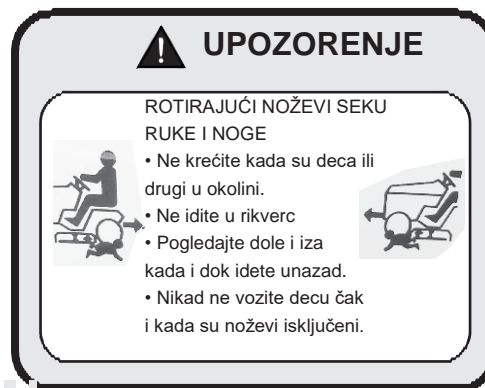 UPOZORENJE
ROTIRAJUĆI NOŽEVI SEKU
RUKE I NOGE
• Ne krećite kada su deca ili
drugi u okolini.
• Ne idite u rikverc
• Pogledajte dole i iza
kada i dok idete unazad.
• Nikad ne vozite decu čak
i kada su noževi isključeni.